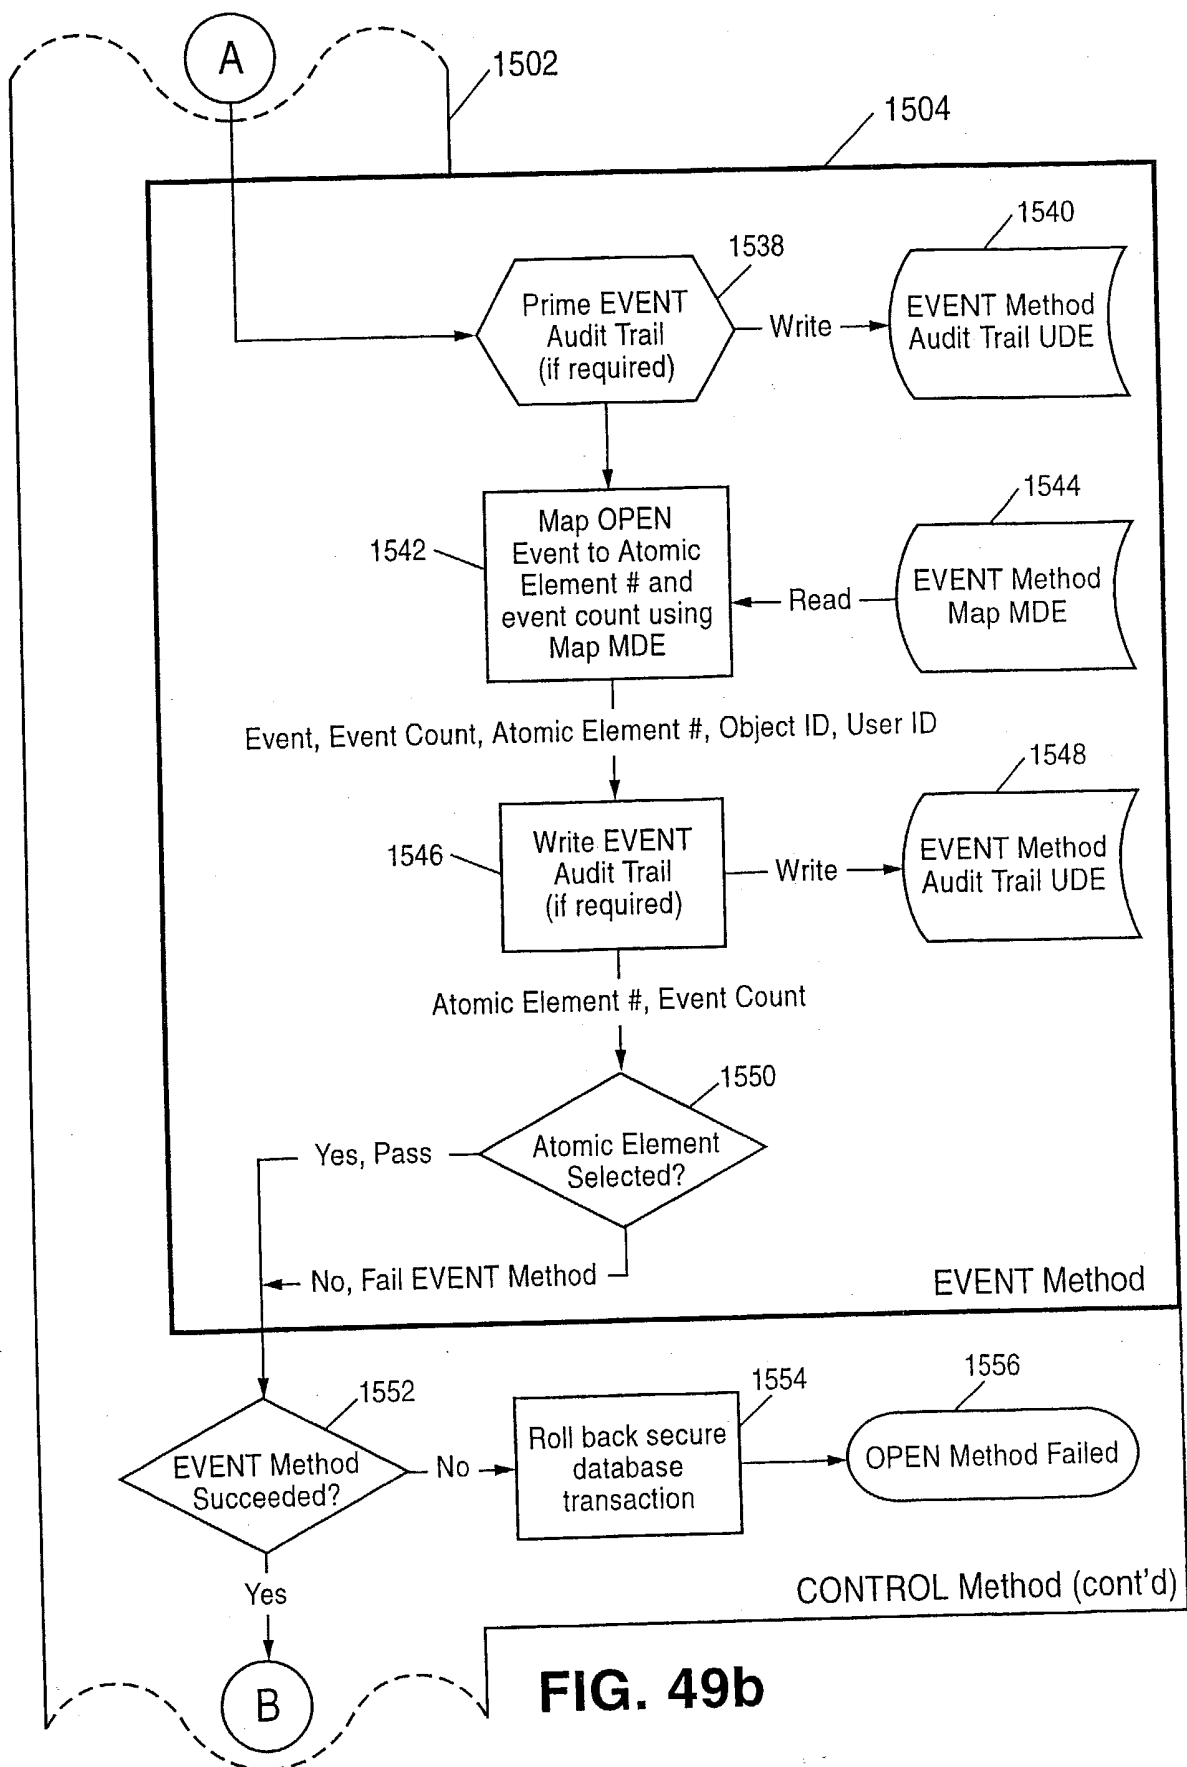 A
1502
1504
1538
1540
Prime EVENT
Audit Trail
(if required)
Write
EVENT Method
Audit Trail UDE
1542
Map OPEN
Event to Atomic
Element # and
event count using
Map MDE
Read
1544
EVENT Method
Map MDE
Event, Event Count, Atomic Element #, Object ID, User ID
1546
Write EVENT
Audit Trail
(if required)
Write
1548
EVENT Method
Audit Trail UDE
Atomic Element #, Event Count
1550
Atomic Element
Selected?
Yes, Pass
No, Fail EVENT Method
EVENT Method
1552
EVENT Method
Succeeded?
No
1554
Roll back secure
database
transaction
1556
OPEN Method Failed
Yes
CONTROL Method (cont'd)
B
FIG. 49b